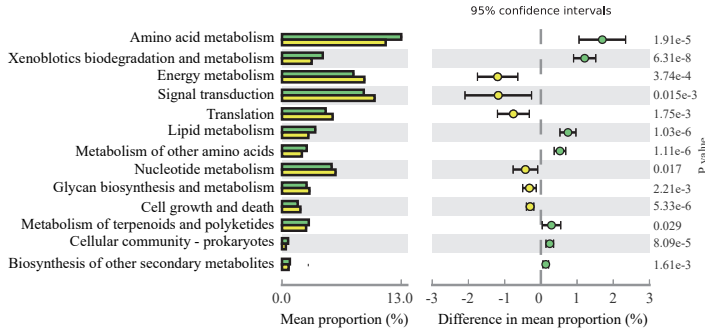 95% confidence intervals
Amino acid metabolism 1.91e-5
Xenoblotics biodegradation and metabolism 6.31e-8
Energy metabolism 3.74e-4
Signal transduction 0.015e-3
Translation 1.75e-3
Lipid metabolism 1.03e-6
Metabolism of other amino acids 1.11e-6
Nucleotide metabolism 0.017
Glycan biosynthesis and metabolism 2.21e-3
Cell growth and death 5.33e-6
Metabolism of terpenoids and polyketides 0.029
Cellular community - prokaryotes 8.09e-5
Biosynthesis of other secondary metabolites 1.61e-3
P value
0.0 13.0 -3 -2 -1 0 1 2 3
Mean proportion (%) Difference in mean proportion (%)